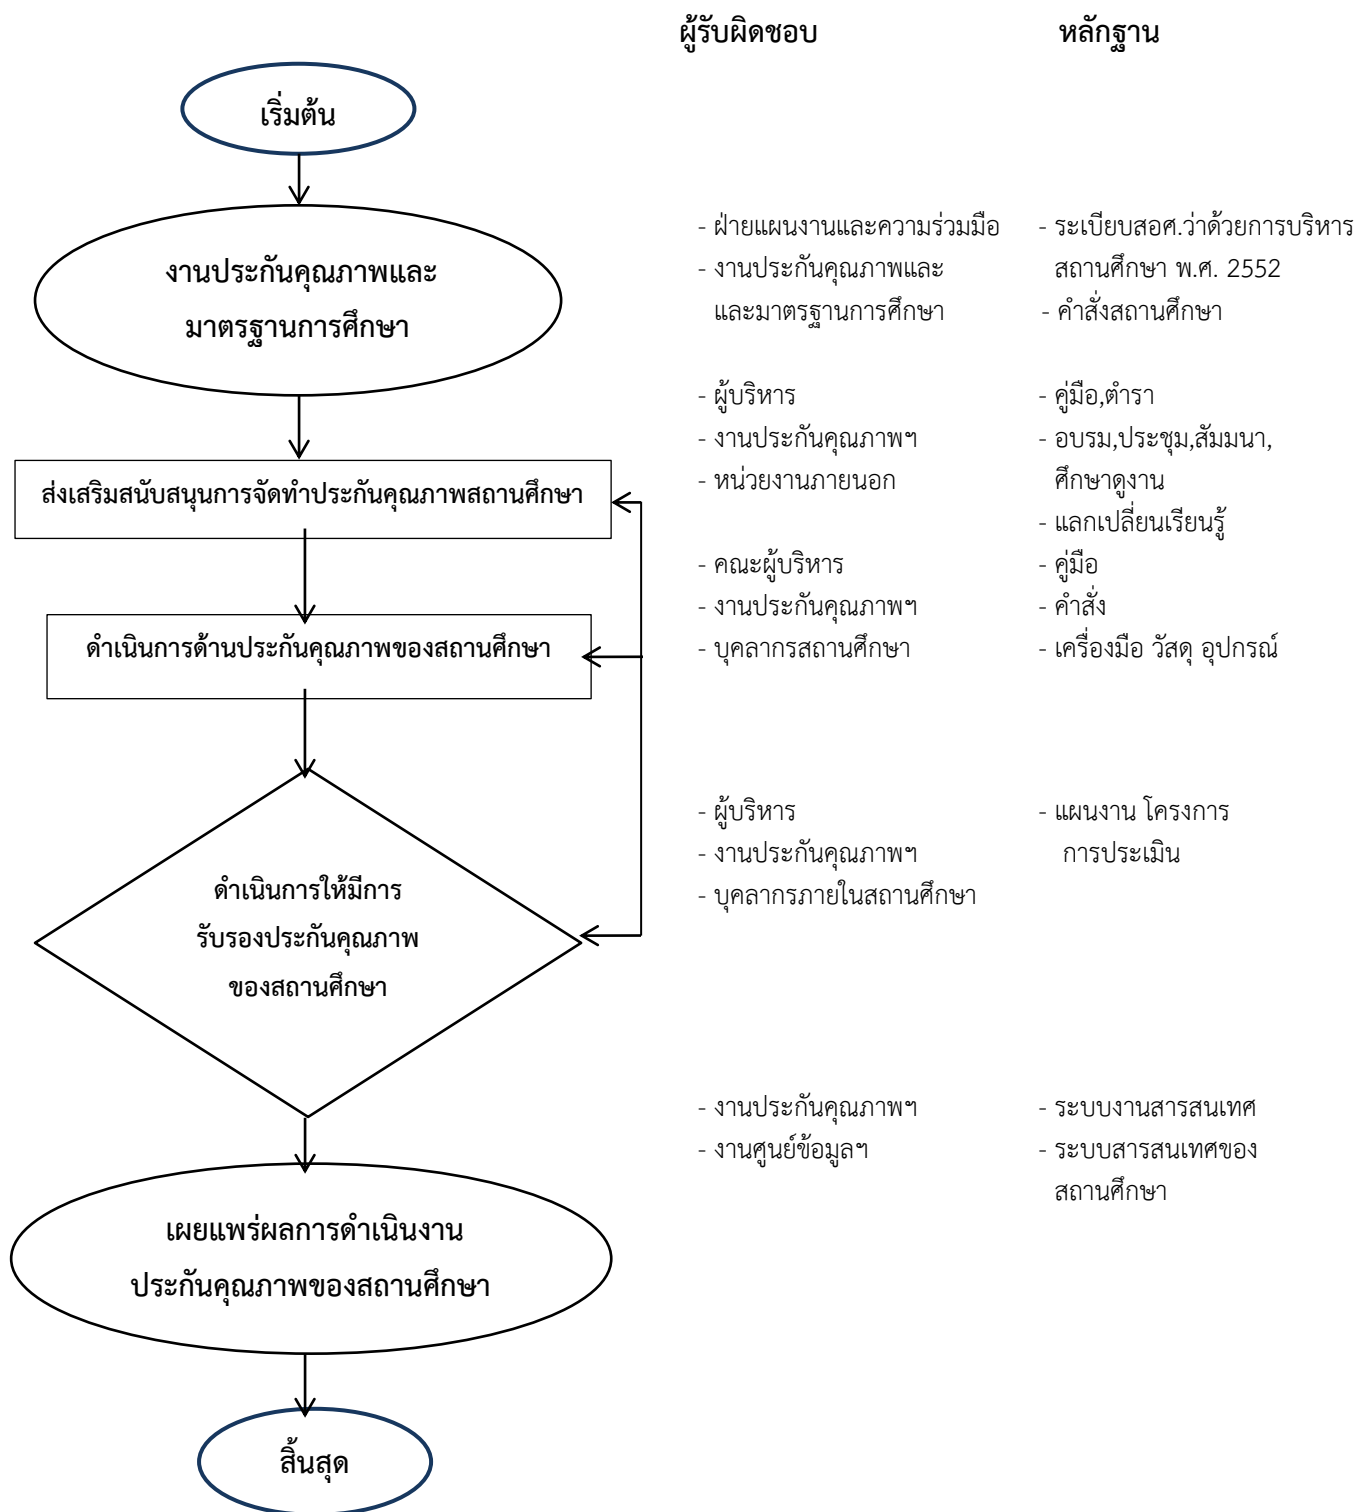 ผู้รับผิดชอบ
หลักฐาน
เริ่มต้น
งานประกันคุณภาพและ
มาตรฐานการศึกษา
- ฝ่ายแผนงานและความร่วมมือ
- งานประกันคุณภาพและ
และมาตรฐานการศึกษา
- ระเบียบสอศ.ว่าด้วยการบริหาร
สถานศึกษา พ.ศ. 2552
- คำสั่งสถานศึกษา
ส่งเสริมสนับสนุนการจัดทำประกันคุณภาพสถานศึกษา
- ผู้บริหาร
- งานประกันคุณภาพฯ
- หน่วยงานภายนอก
- คู่มือ,ตำรา
- อบรม,ประชุม,สัมมนา,
ศึกษาดูงาน
- แลกเปลี่ยนเรียนรู้
ดำเนินการด้านประกันคุณภาพของสถานศึกษา
- คณะผู้บริหาร
- งานประกันคุณภาพฯ
- บุคลากรสถานศึกษา
- คู่มือ
- คำสั่ง
- เครื่องมือ วัสดุ อุปกรณ์
ดำเนินการให้มีการ
รับรองประกันคุณภาพ
ของสถานศึกษา
- ผู้บริหาร
- งานประกันคุณภาพฯ
- บุคลากรภายในสถานศึกษา
- แผนงาน โครงการ
การประเมิน
เผยแพร่ผลการดำเนินงาน
ประกันคุณภาพของสถานศึกษา
- งานประกันคุณภาพฯ
- งานศูนย์ข้อมูลฯ
- ระบบงานสารสนเทศ
- ระบบสารสนเทศของ
สถานศึกษา
สิ้นสุด